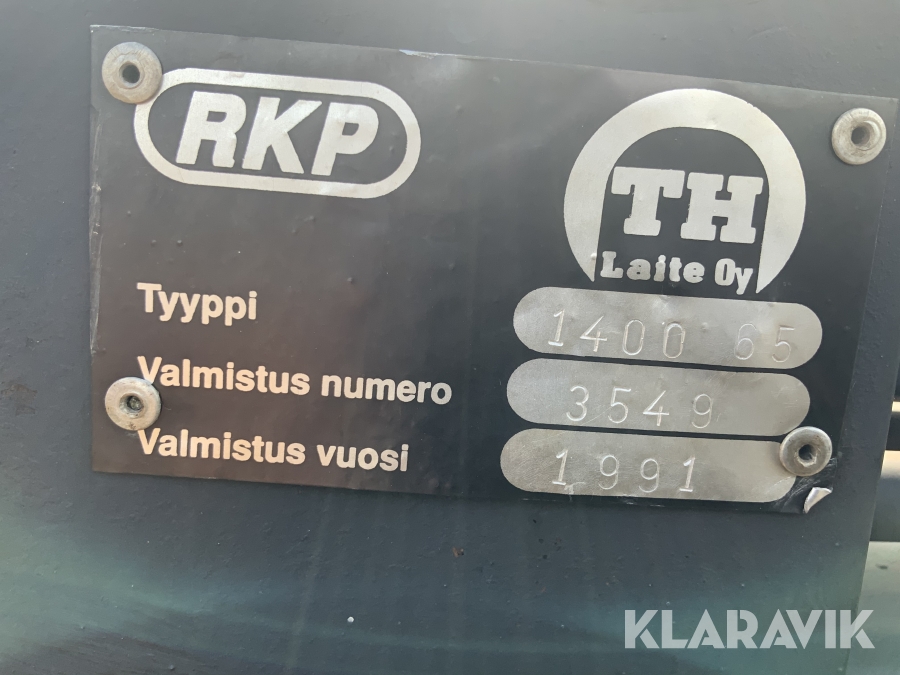 RKP
TH
Laite Oy
Tyyppi 1400 65
Valmistus numero 3549
Valmistus vuosi 1991
KLARAVIK